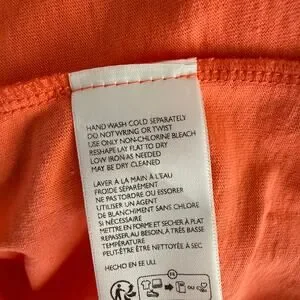 HAND WASH COLD SEPARATELY
DO NOT WRING OR TWIST
USE ONLY NON-CHLORINE BLEACH
RESHAPE LAY FLAT TO DRY
LOW IRON AS NEEDED
MAY BE DRY CLEANED
LAVER À LA MAIN À L'EAU
FROIDE SÉPARÉMENT
NE PAS TORDRE OU ESSORER
UTILISER UN AGENT
DE BLANCHIMENT SANS CHLORE
SI NÉCESSAIRE
METTRE EN FORME ET SÉCHER À PLAT
REPASSER, AU BESOIN, À TRÈS BASSE
TEMPÉRATURE
PEUT-ÊTRE NETTOYÉE À SEC
HECHO EN EE UU.
FR